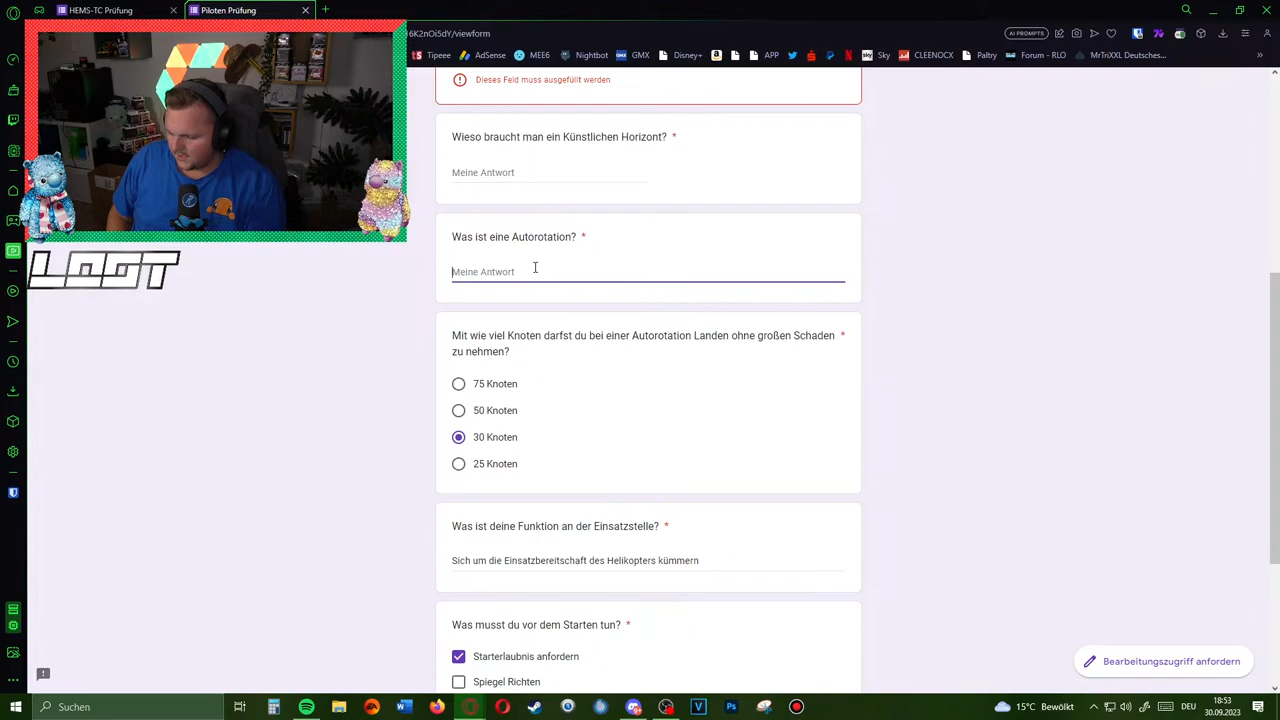 HEMS-TC Prüfung
Piloten Prüfung
6K2nOi5dY/viewform
AI PROMPTS
Tipeee
AdSense
MEE6
Nightbot
GMX
Disney+
APP
Sky
CLEENOCX
Paltry
Forum - RLO
MrTriXXL Deutsches...
Dieses Feld muss ausgefüllt werden
Wieso braucht man ein Künstlichen Horizont? *
Meine Antwort
Was ist eine Autorotation? *
Meine Antwort
LOOT
Mit wie viel Knoten darfst du bei einer Autorotation Landen ohne großen Schaden *
zu nehmen?
75 Knoten
50 Knoten
30 Knoten
25 Knoten
Was ist deine Funktion an der Einsatzstelle? *
Sich um die Einsatzbereitschaft des Helikopters kümmern
Was musst du vor dem Starten tun? *
Starterlaubnis anfordern
Spiegel Richten
Bearbeitungszugriff anfordern
Suchen
15°C Bewölkt
18:53
30.09.2023